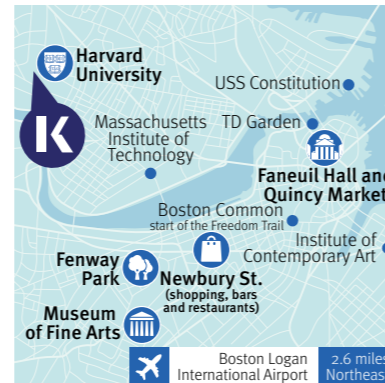 Harvard
University
K
USS Constitution
Massachusetts
Institute of
Technology
TD Garden
Faneuil Hall and
Quincy Market
Boston Common
start of the Freedom Trail
Institute of
Contemporary Art
Fenway
Park
Newbury St.
(shopping, bars
and restaurants)
Museum
of Fine Arts
Boston Logan
International Airport
2.6 miles
Northeas